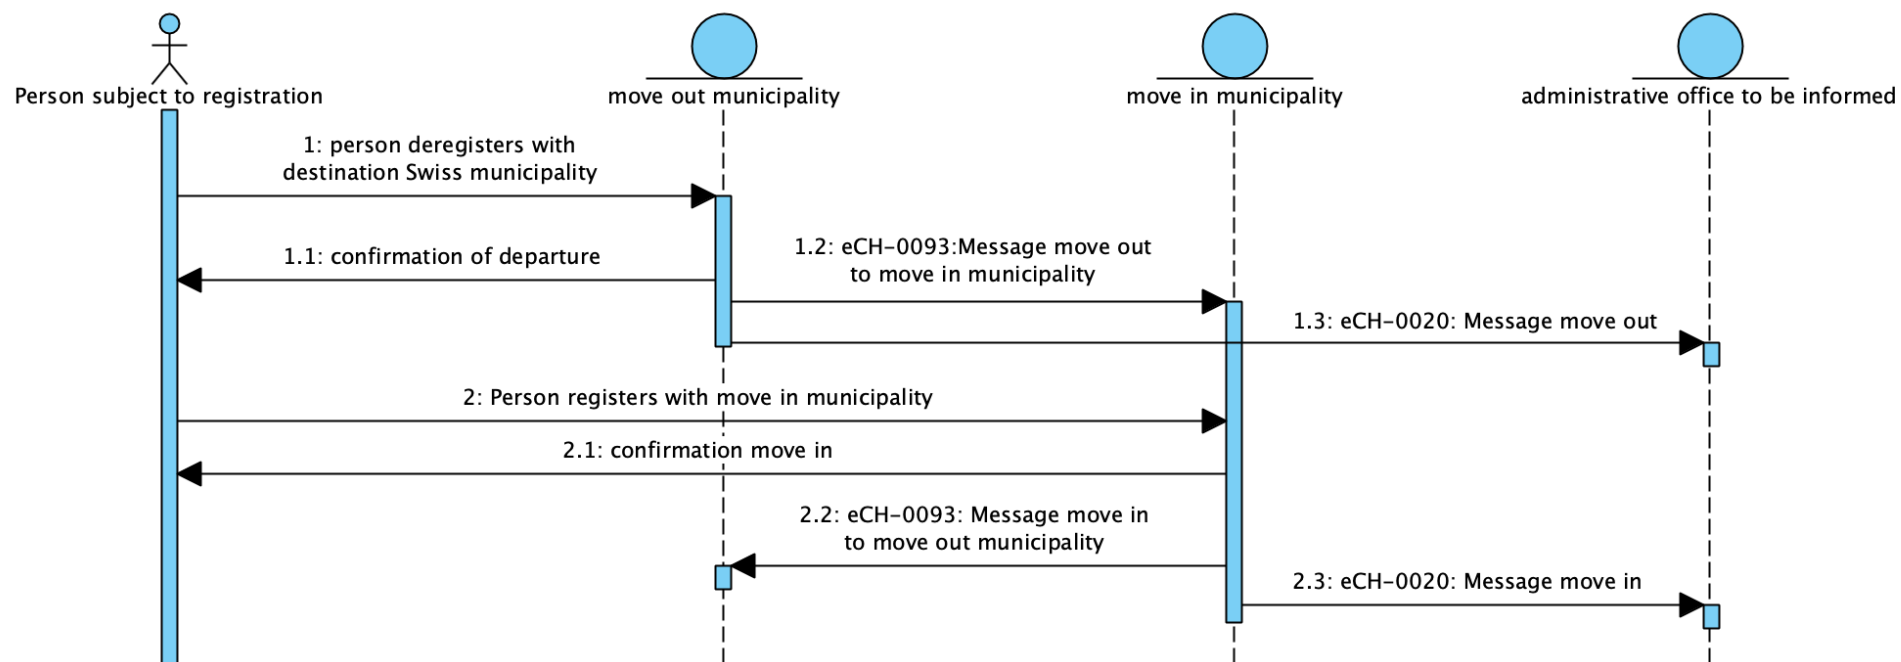 Person subject to registration
move out municipality
move in municipality
administrative office to be informed
1: person deregisters with
destination Swiss municipality
1.1: confirmation of departure
1.2: eCH-0093:Message move out
to move in municipality
1.3: eCH-0020: Message move out
2: Person registers with move in municipality
2.1: confirmation move in
2.2: eCH-0093: Message move in
to move out municipality
2.3: eCH-0020: Message move in